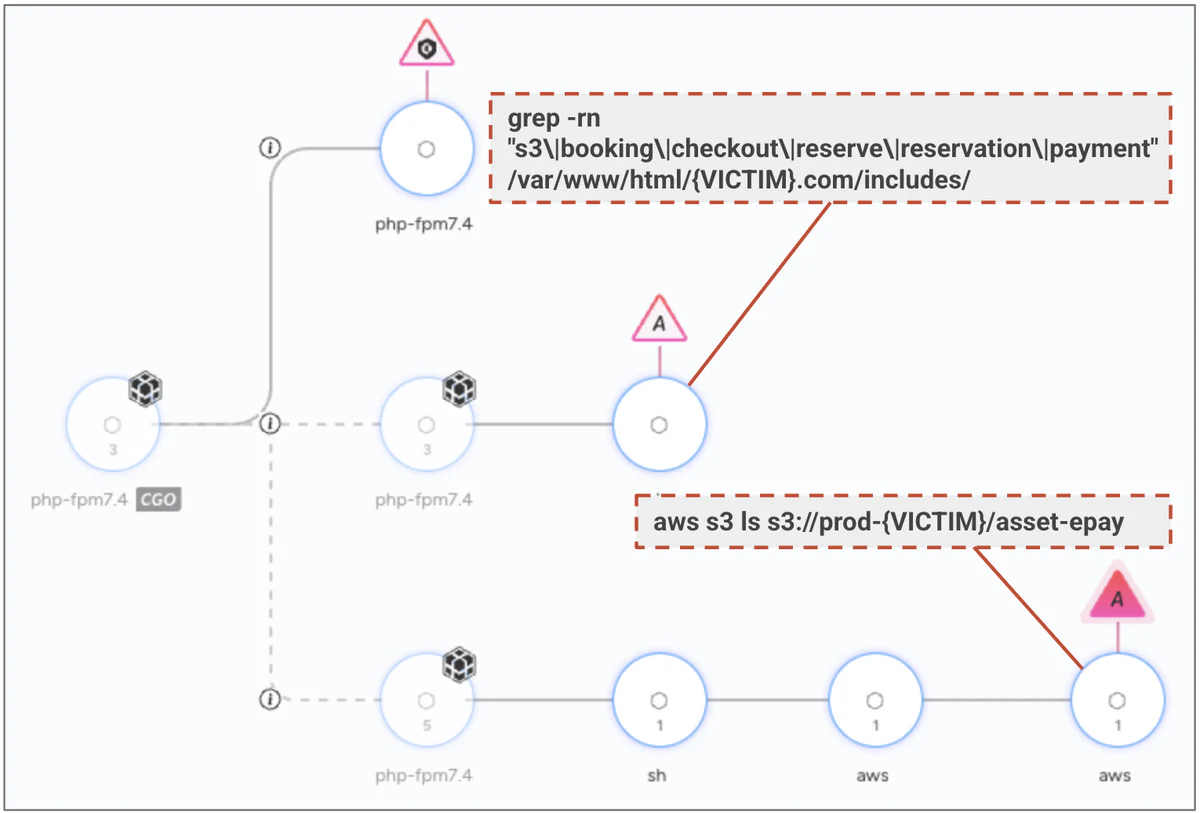 grep -rn
"s3\|booking\|checkout\|reserve\|reservation\|payment"
/var/www/html/{VICTIM}.com/includes/
i
php-fpm7.4
A
3
php-fpm7.4 CGO
i
3
php-fpm7.4
aws s3 ls s3://prod-{VICTIM}/asset-epay
A
i
5
php-fpm7.4
1
sh
1
aws
1
aws